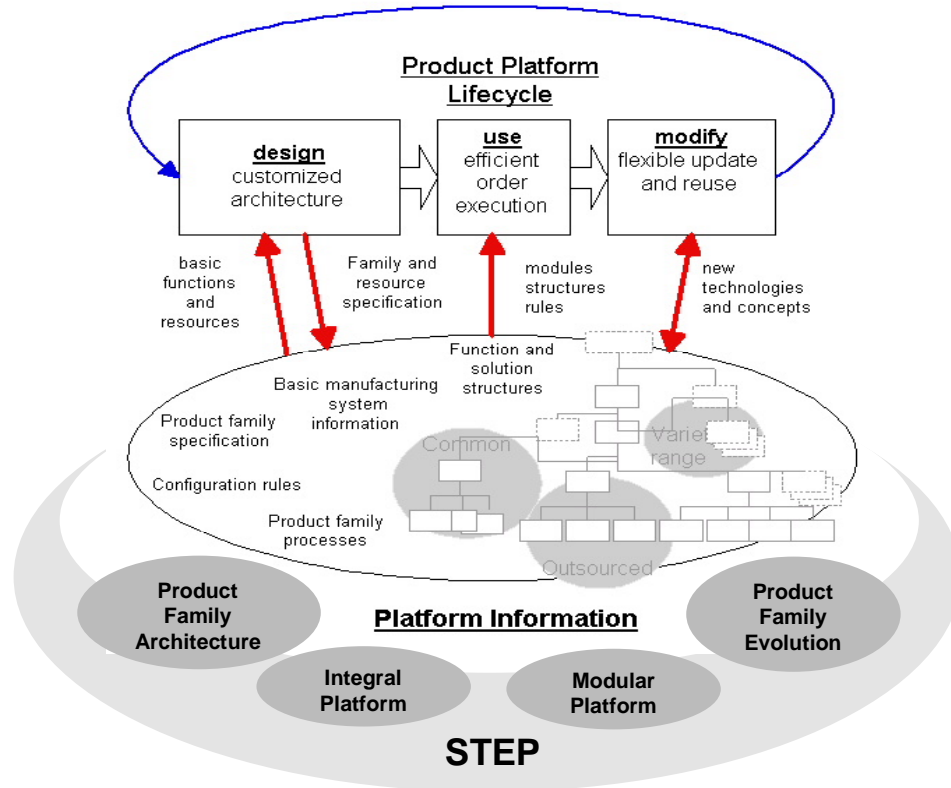 Product Platform
Lifecycle
design
customized
architecture
use
efficient
order
execution
modify
flexible update
and reuse
basic
functions
and
resources
Family and
resource
specification
modules
structures
rules
new
technologies
and concepts
Function and
solution
structures
Basic manufacturing
system
information
Product family
specification
Common
range
Configuration rules
Product family
processes
Outsourced
Product
Family
Architecture
Platform Information
Product
Family
Evolution
Integral
Platform
Modular
Platform
STEP